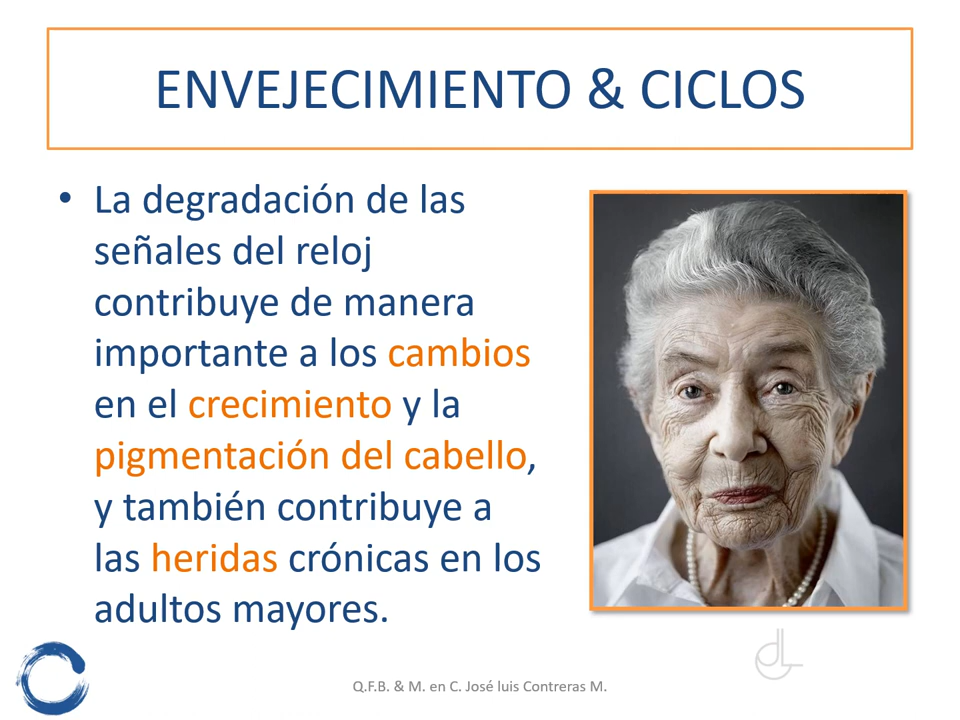 ENVEJECIMIENTO & CICLOS
• La degradación de las
señales del reloj
contribuye de manera
importante a los cambios
en el crecimiento y la
pigmentación del cabello,
y también contribuye a
las heridas crónicas en los
adultos mayores.
Q.F.B. & M. en C. José luis Contreras M.